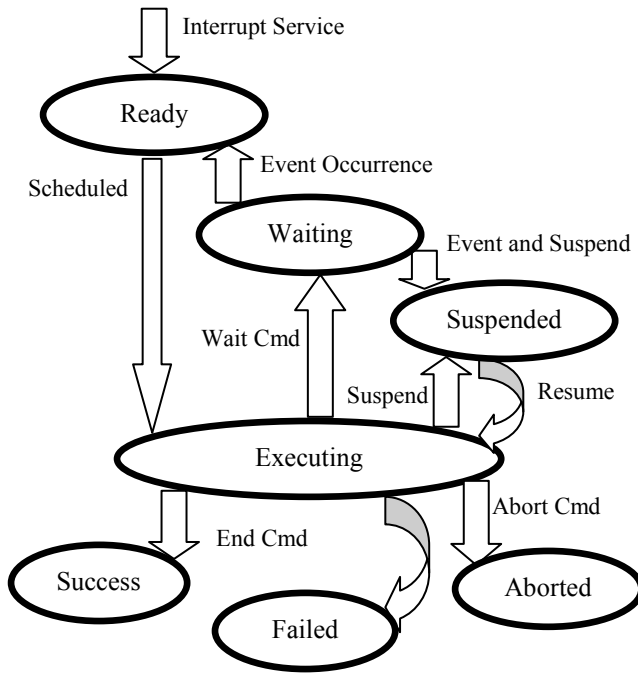 Interrupt Service
Ready
Event Occurrence
Scheduled
Waiting
Event and Suspend
Suspended
Wait Cmd
Suspend
Resume
Executing
Abort Cmd
End Cmd
Success
Aborted
Failed